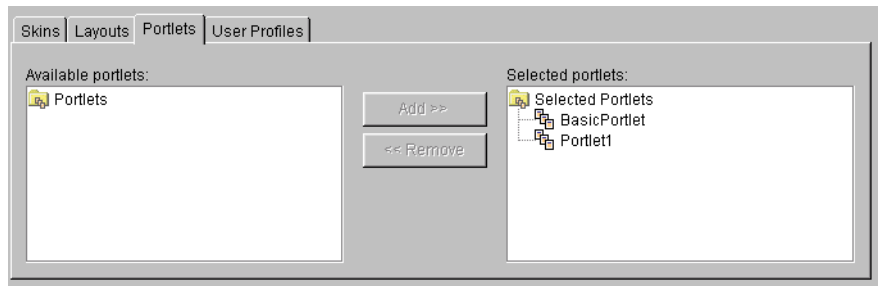 Skins Layouts Portlets User Profiles
Available portlets:
Portlets
Add >>
<< Remove
Selected portlets:
Selected Portlets
BasicPortlet
Portlet1